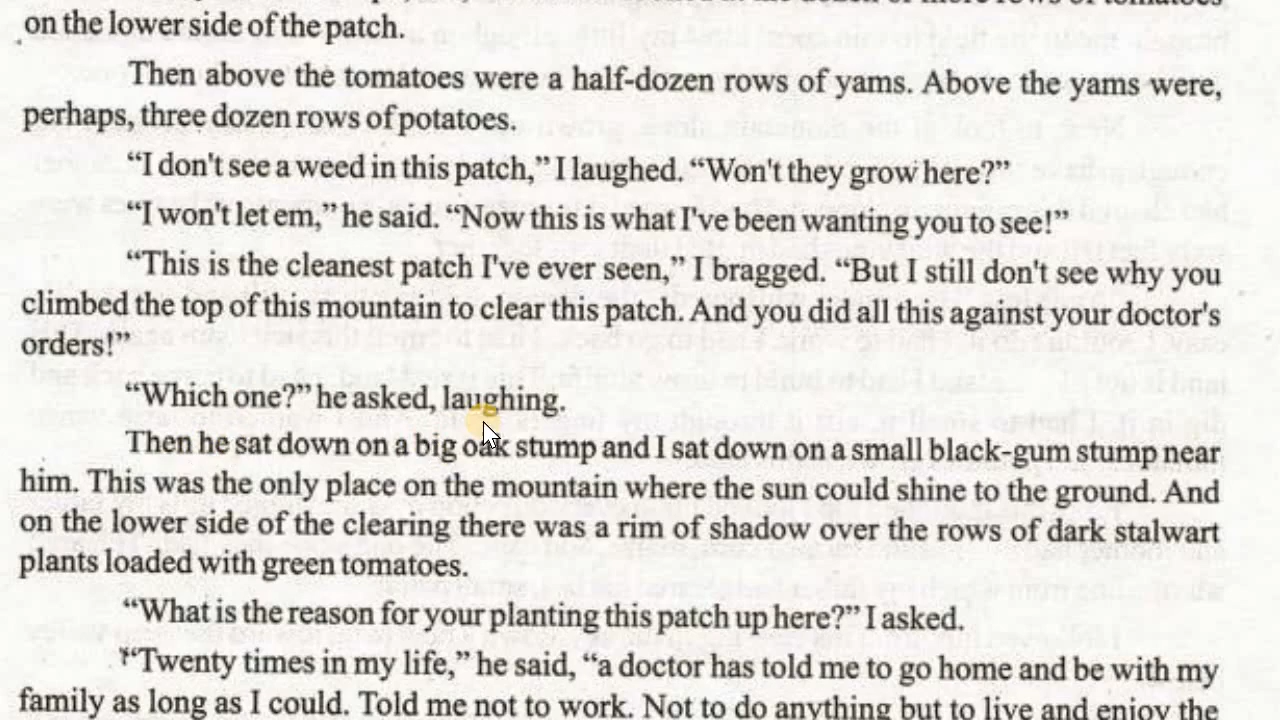 on the lower side of the patch.
Then above the tomatoes were a half-dozen rows of yams. Above the yams were,
perhaps, three dozen rows of potatoes.
“I don't see a weed in this patch,” I laughed. “Won't they grow here?”
“I won't let em,” he said. “Now this is what I've been wanting you to see!”
“This is the cleanest patch I've ever seen,” I bragged. “But I still don't see why you
climbed the top of this mountain to clear this patch. And you did all this against your doctor's
orders!”
“Which one?” he asked, laughing.
Then he sat down on a big oak stump and I sat down on a small black-gum stump near
him. This was the only place on the mountain where the sun could shine to the ground. And
on the lower side of the clearing there was a rim of shadow over the rows of dark stalwart
plants loaded with green tomatoes.
“What is the reason for your planting this patch up here?” I asked.
“Twenty times in my life,” he said, “a doctor has told me to go home and be with my
family as long as I could. Told me not to work. Not to do anything but to live and enjoy the